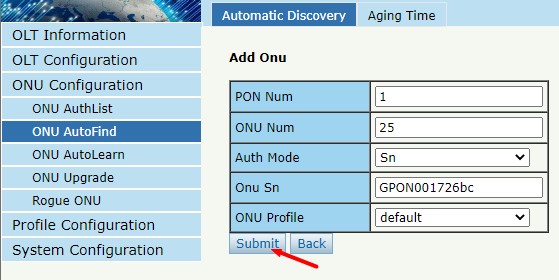 Automatic Discovery
Aging Time
OLT Information
OLT Configuration
ONU Configuration
ONU AuthList
ONU AutoFind
ONU AutoLearn
ONU Upgrade
Rogue ONU
Profile Configuration
System Configuration
Add Onu
PON Num 1
ONU Num 25
Auth Mode Sn
Onu Sn GPON001726bc
ONU Profile default
Submit Back